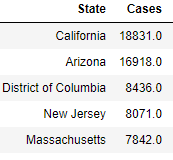 State Cases
California 18831.0
Arizona 16918.0
District of Columbia 8436.0
New Jersey 8071.0
Massachusetts 7842.0